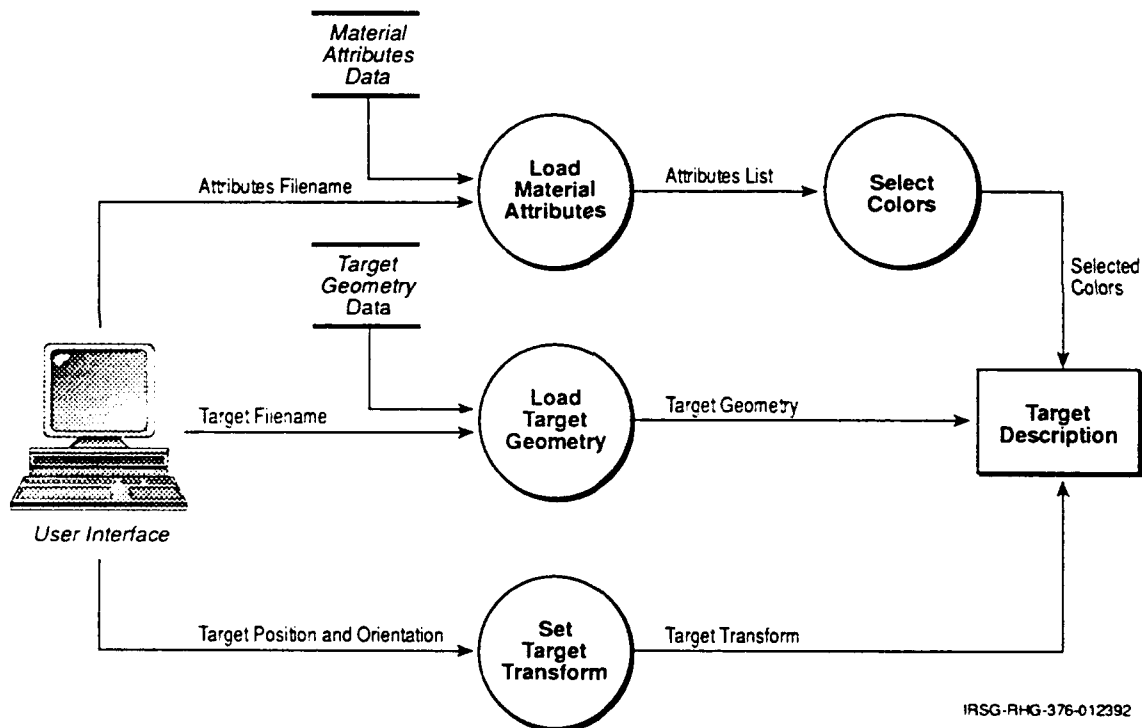 Material
Attributes
Data
Attributes Filename
Load
Material
Attributes
Attributes List
Select
Colors
Selected
Colors
Target
Geometry
Data
Target Filename
Load
Target
Geometry
Target Geometry
Target
Description
User Interface
Target Position and Orientation
Set
Target
Transform
Target Transform
IRSG-RHG-376-012392